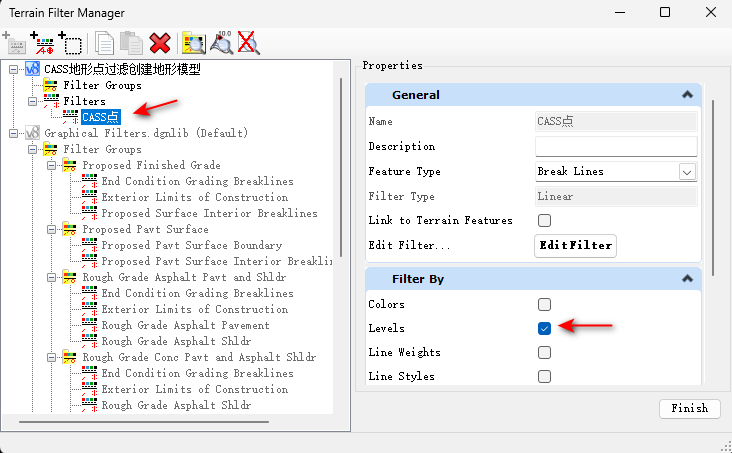 Terrain Filter Manager
10.0
CASS地形点过滤创建地形模型
Filter Groups
Filters
CASS点
Graphical Filters.dgnlib (Default)
Filter Groups
Proposed Finished Grade
End Condition Grading Breaklines
Exterior Limits of Construction
Proposed Surface Interior Breaklines
Proposed Pavt Surface
Proposed Pavt Surface Boundary
Proposed Pavt Surface Interior Breakli
Rough Grade Asphalt Pavt and Shldr
End Condition Grading Breaklines
Exterior Limits of Construction
Rough Grade Asphalt Pavement
Rough Grade Asphalt Shldr
Rough Grade Conc Pavt and Asphalt Shldr
End Condition Grading Breaklines
Exterior Limits of Construction
Rough Grade Asphalt Shldr
Properties
General
Name CASS点
Description
Feature Type Break Lines
Filter Type Linear
Link to Terrain Features
Edit Filter... EditFilter
Filter By
Colors
Levels
Line Weights
Line Styles
Finish